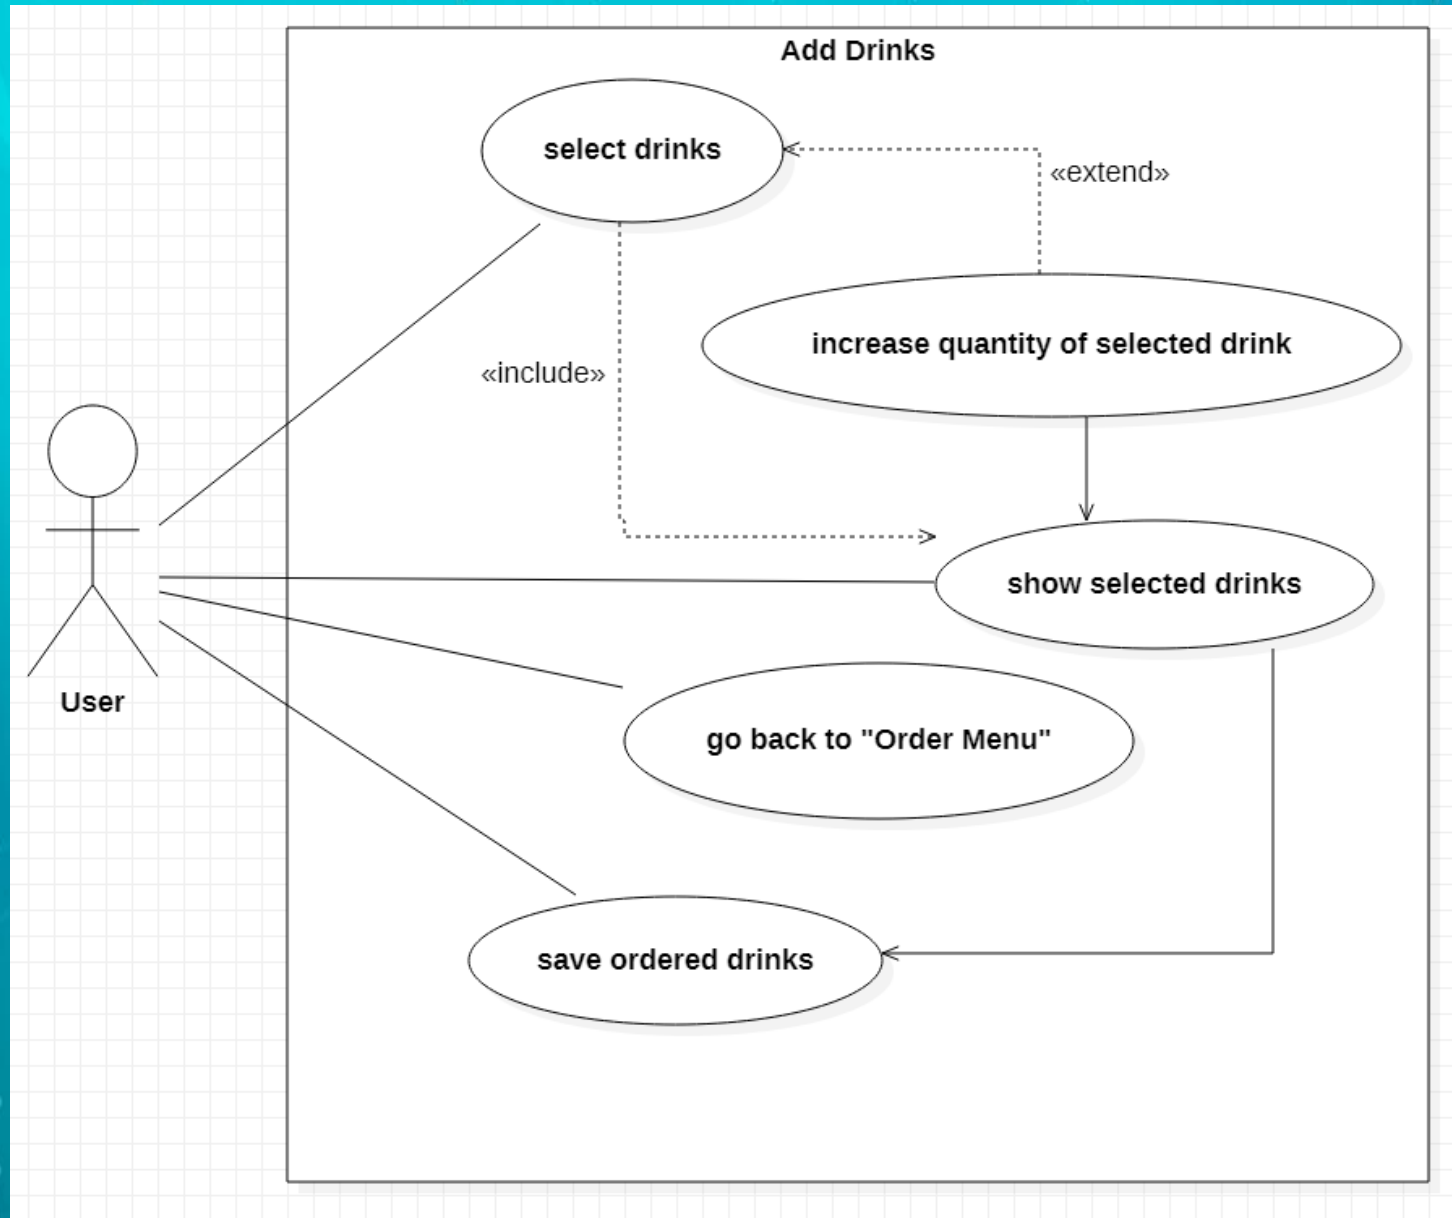 Add Drinks
select drinks
«extend»
increase quantity of selected drink
«include»
show selected drinks
User
go back to "Order Menu"
save ordered drinks